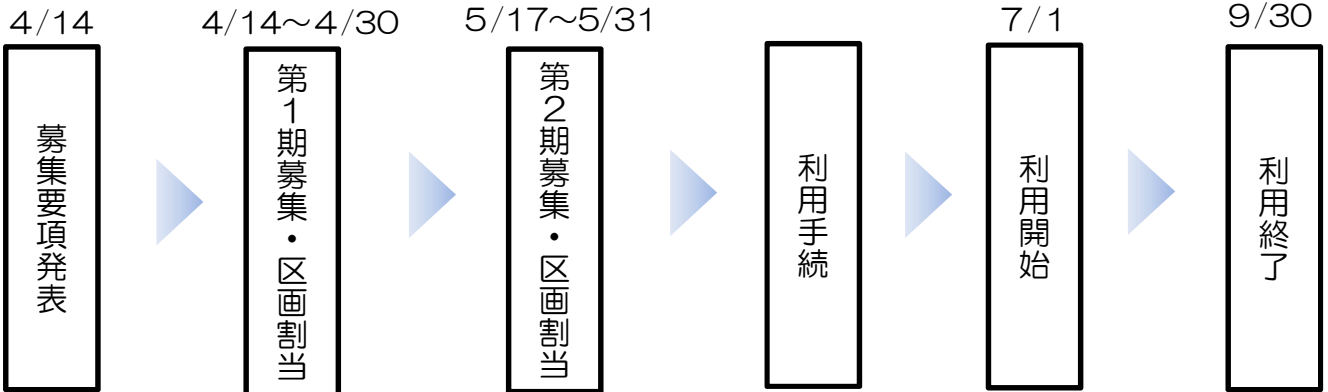 4/14
募集要項発表
4/14～4/30
第1期募集・区画割当
5/17～5/31
第2期募集・区画割当
利用手続
7/1
利用開始
9/30
利用終了